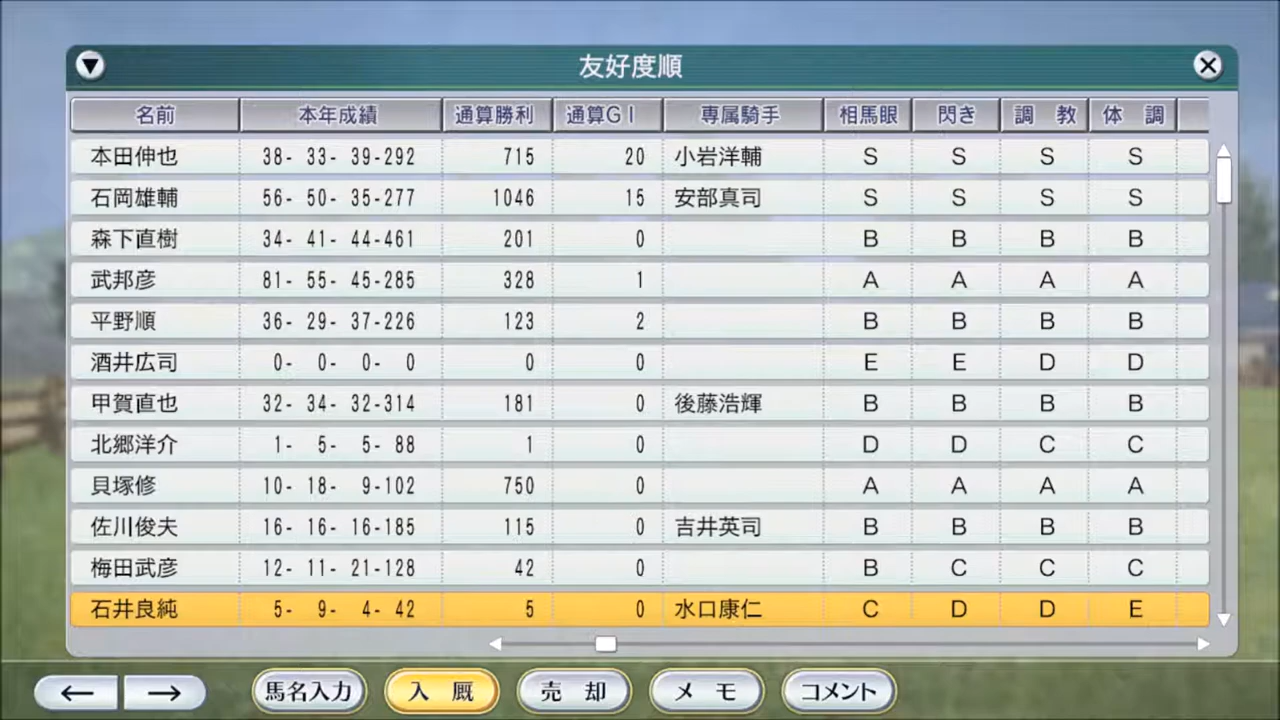 友好度順
名前 本年成績 通算勝利 通算GⅠ 専属騎手 相馬眼 閃き 調 教 体 調
本田伸也 38- 33- 39-292 715 20 小岩洋輔 S S S S
石岡雄輔 56- 50- 35-277 1046 15 安部真司 S S S S
森下直樹 34- 41- 44-461 201 0 B B B B
武邦彦 81- 55- 45-285 328 1 A A A A
平野順 36- 29- 37-226 123 2 B B B B
酒井広司 0- 0- 0- 0 0 0 E E D D
甲賀直也 32- 34- 32-314 181 0 後藤浩輝 B B B B
北郷洋介 1- 5- 5- 88 1 0 D D C C
貝塚修 10- 18- 9-102 750 0 A A A A
佐川俊夫 16- 16- 16-185 115 0 吉井英司 B B B B
梅田武彦 12- 11- 21-128 42 0 B C C C
石井良純 5- 9- 4- 42 5 0 水口康仁 C D D E
← → 馬名入力 入 厩 売 却 メ モ コメント